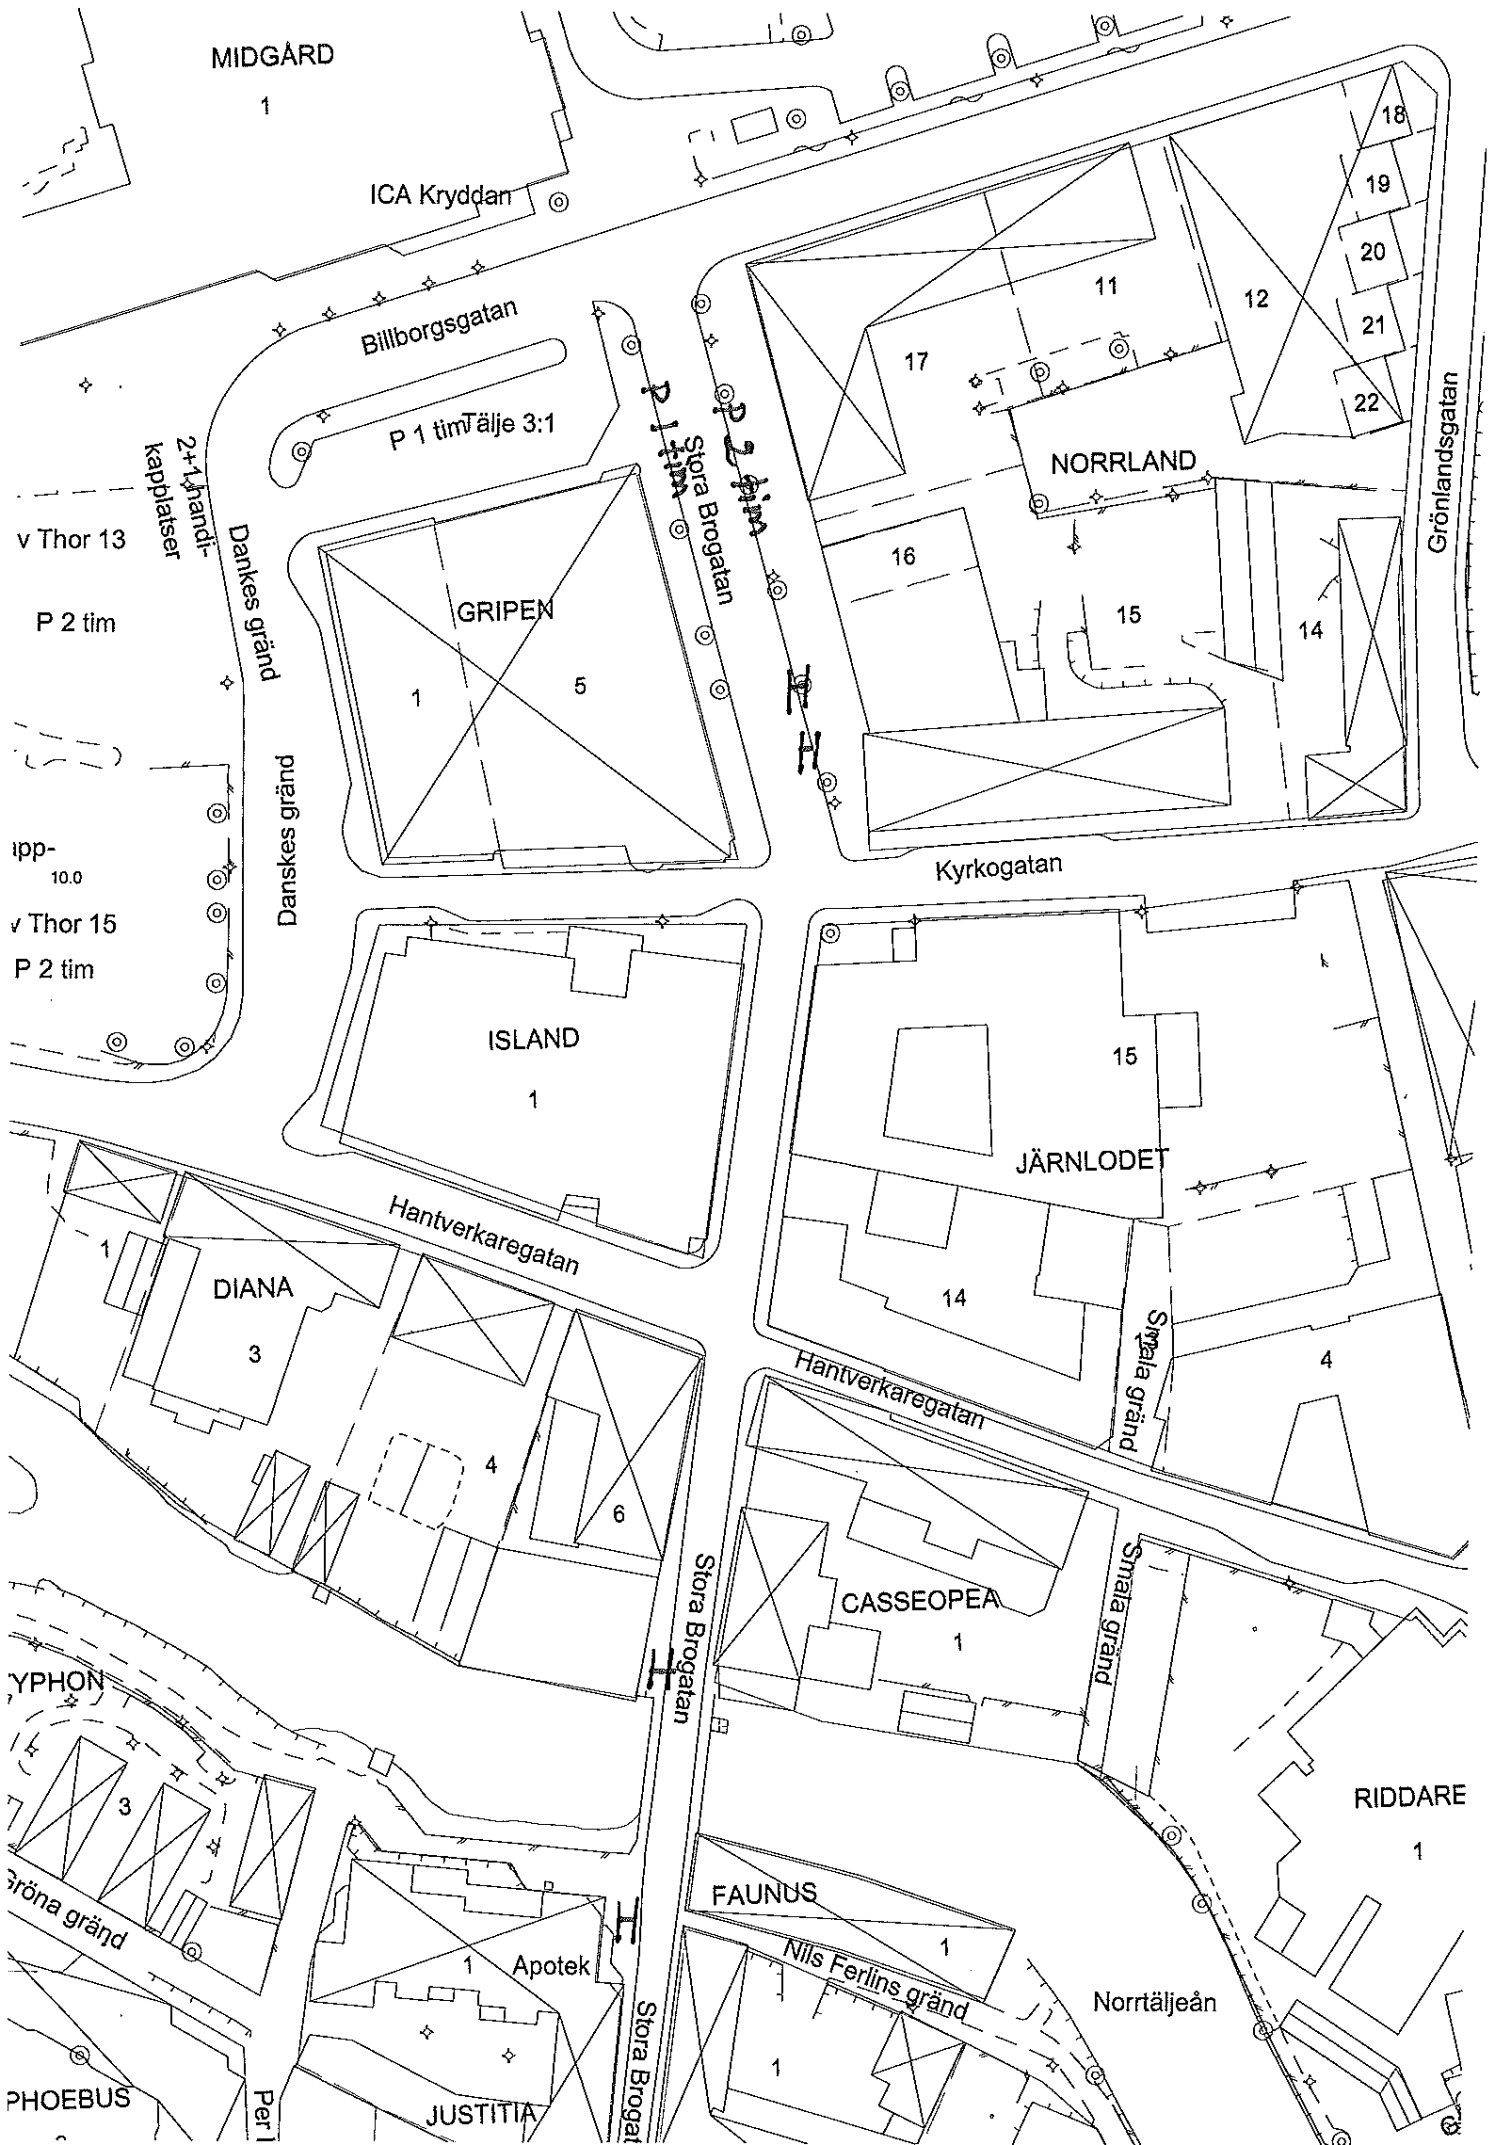 MIDGÅRD
1
ICA Kryddan
18
19
20
21
22
12
11
17
Billborgsgatan
P 1 tim
Tälje 3:1
P 1 tim
P 2 tim
Stora Brogatan
NORRLAND
Grönlandsgatan
2+1 handi-
kapplatser
v Thor 13
P 2 tim
Dankes gränd
GRIPEN
1
5
16
15
14
H
H
Danskes gränd
Kyrkogatan
app-
10.0
v Thor 15
P 2 tim
ISLAND
1
15
JÄRNLODET
Hantverkaregatan
1
DIANA
3
14
Smala gränd
4
Hantverkaregatan
4
6
Stora Brogatan
CASSEOPEA
1
Smala gränd
H
YPHON
3
RIDDARE
1
Gröna gränd
FAUNUS
1
H
1
Apotek
Nils Ferlins gränd
Norrtäljeån
Stora Brogat
1
PHOEBUS
Per
JUSTITIA